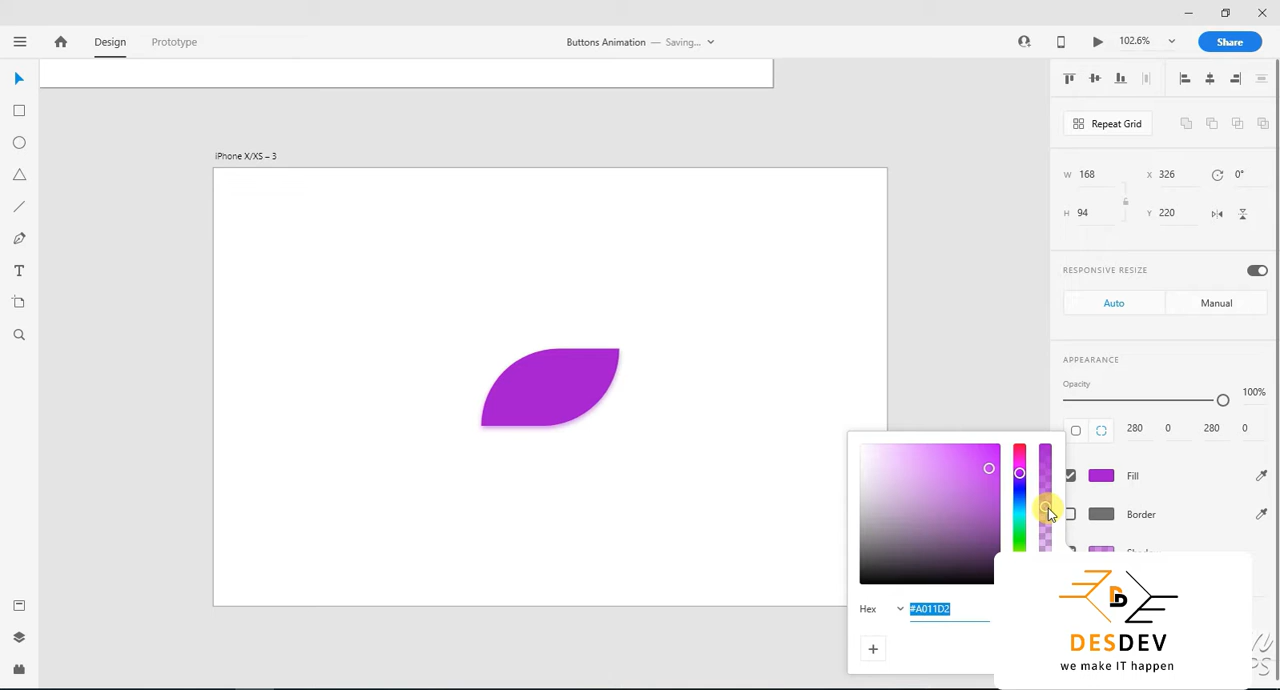 Design Prototype Buttons Animation — Saving... 102.6% Share
iPhone X/XS – 3
Repeat Grid
W 168 X 326 0°
H 94 Y 220
RESPONSIVE RESIZE
Auto Manual
APPEARANCE
Opacity
100%
280 0 280 0
Fill
Border
Hex #A011D2
+
DESDEV
we make IT happen